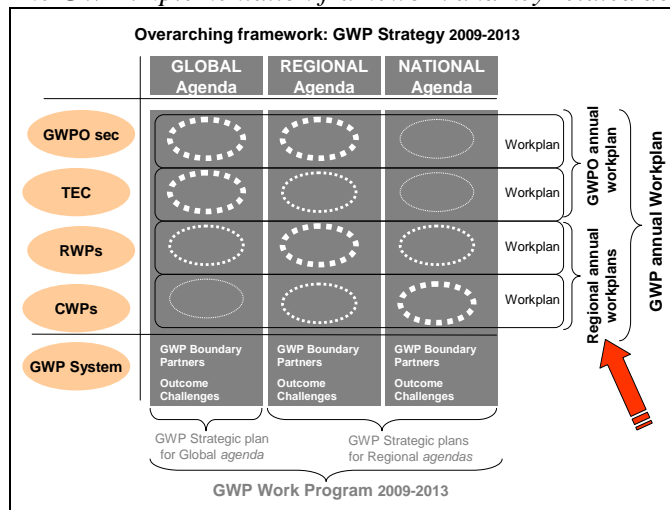 Overarching framework: GWP Strategy 2009-2013
GLOBAL
Agenda
REGIONAL
Agenda
NATIONAL
Agenda
GWPO sec
Workplan
TEC
Workplan
RWPs
Workplan
CWPs
Workplan
GWPO annual
workplan
Regional annual
workplans
GWP annual Workplan
GWP System
GWP Boundary
Partners
Outcome
Challenges
GWP Boundary
Partners
Outcome
Challenges
GWP Boundary
Partners
Outcome
Challenges
GWP Strategic plan
for Global agenda
GWP Strategic plans
for Regional agendas
GWP Work Program 2009-2013